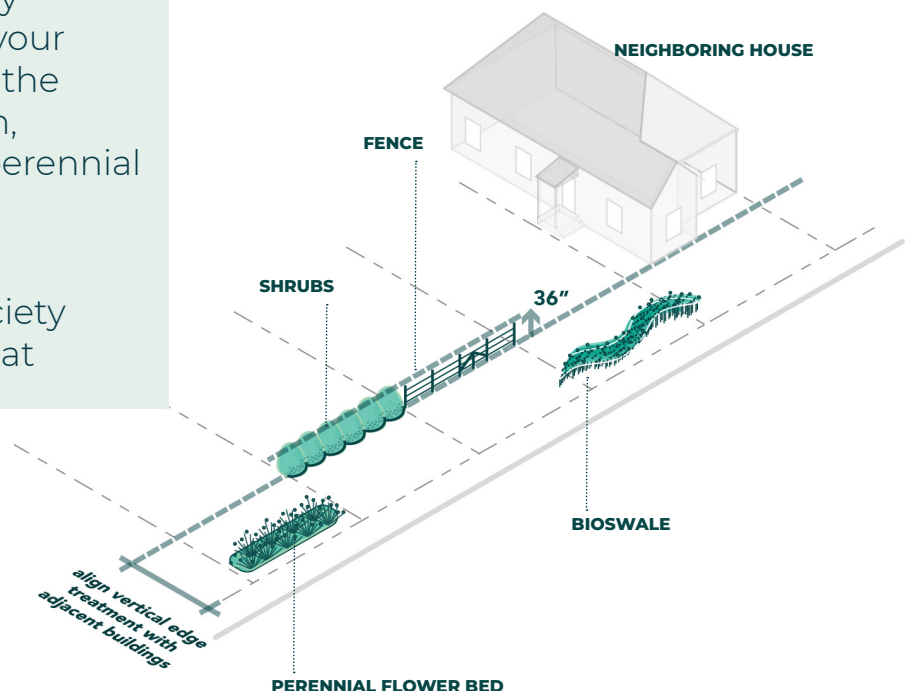 your
the
perennial
ciety
at
NEIGHBORING HOUSE
FENCE
SHRUBS
36”
BIOSWALE
align vertical edge
treatment with
adjacent buildings
PERENNIAL FLOWER BED